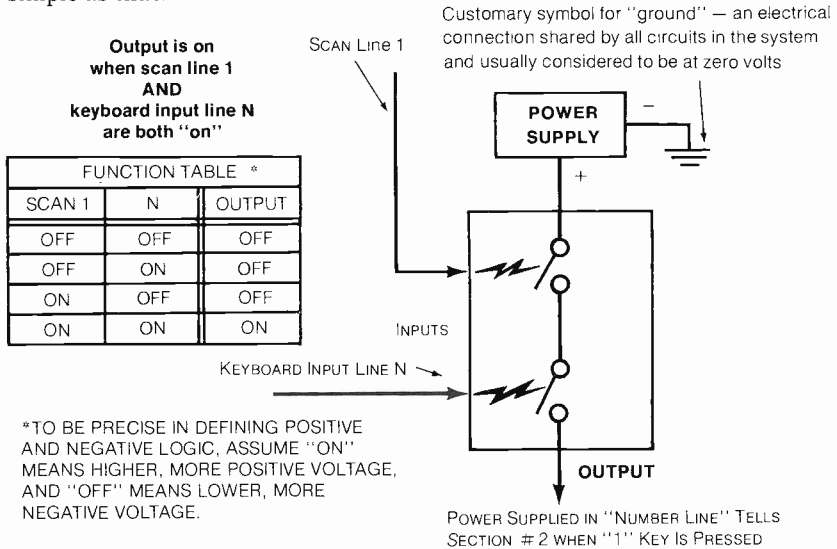 Customary symbol for "ground" — an electrical
connection shared by all circuits in the system
and usually considered to be at zero volts
Output is on
when scan line 1
AND
keyboard input line N
are both "on"
FUNCTION TABLE *
SCAN 1 N OUTPUT
OFF OFF OFF
OFF ON OFF
ON OFF OFF
ON ON ON
SCAN LINE 1
POWER
SUPPLY
−
+
INPUTS
KEYBOARD INPUT LINE N
*TO BE PRECISE IN DEFINING POSITIVE
AND NEGATIVE LOGIC, ASSUME "ON"
MEANS HIGHER, MORE POSITIVE VOLTAGE,
AND "OFF" MEANS LOWER, MORE
NEGATIVE VOLTAGE.
OUTPUT
POWER SUPPLIED IN "NUMBER LINE" TELLS
SECTION #2 WHEN "1" KEY IS PRESSED